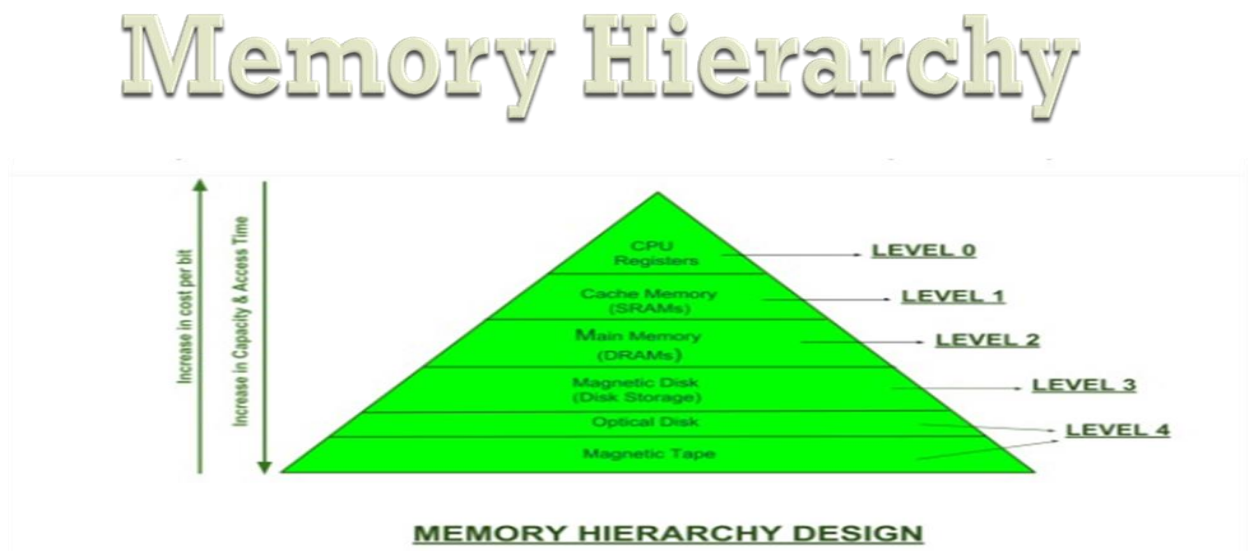 Memory Hierarchy
Increase in cost per bit
Increase in Capacity & Access Time
CPU
Registers
LEVEL 0
Cache Memory
(SRAMs)
LEVEL 1
Main Memory
(DRAMs)
LEVEL 2
Magnetic Disk
(Disk Storage)
LEVEL 3
Optical Disk
LEVEL 4
Magnetic Tape
MEMORY HIERARCHY DESIGN